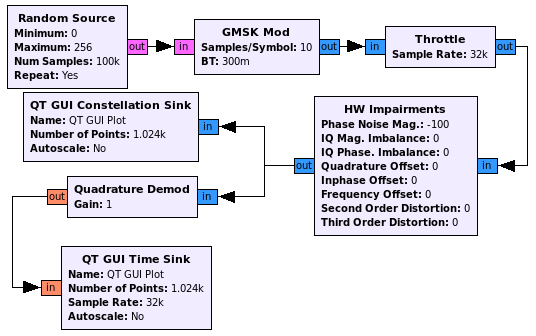 Random Source
Minimum: 0
Maximum: 256
Num Samples: 100k
Repeat: Yes
out
in
GMSK Mod
Samples/Symbol: 10
BT: 300m
out
in
Throttle
Sample Rate: 32k
out
QT GUI Constellation Sink
Name: QT GUI Plot
Number of Points: 1.024k
Autoscale: No
in
HW Impairments
Phase Noise Mag.: -100
IQ Mag. Imbalance: 0
IQ Phase. Imbalance: 0
Quadrature Offset: 0
Inphase Offset: 0
Frequency Offset: 0
Second Order Distortion: 0
Third Order Distortion: 0
out
in
out
Quadrature Demod
Gain: 1
in
QT GUI Time Sink
Name: QT GUI Plot
Number of Points: 1.024k
Sample Rate: 32k
Autoscale: No
in